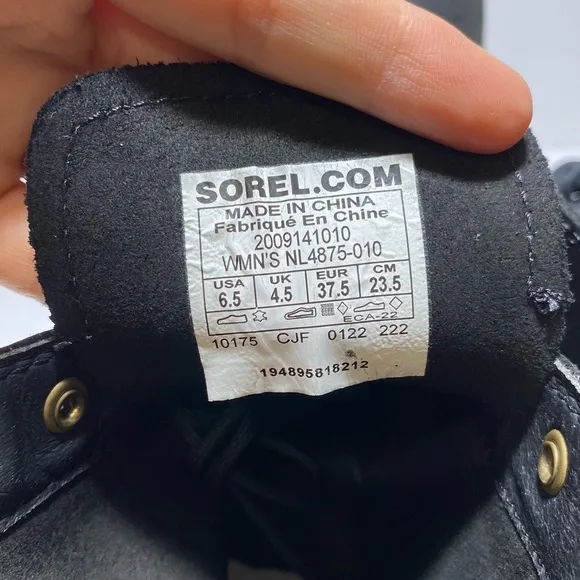 SOREL.COM
MADE IN CHINA
Fabriqué En Chine
2009141010
WMN'S NL4875-010
USA UK EUR CM
6.5 4.5 37.5 23.5
ECA-22
10175 CJF 0122 222
194895818212